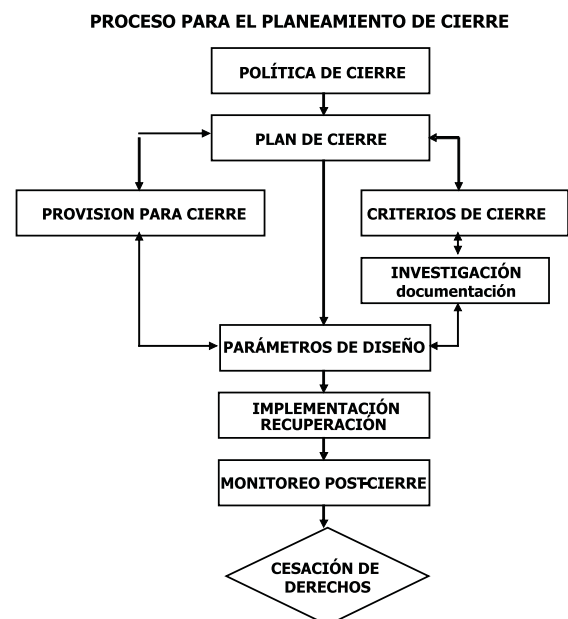 PROCESO PARA EL PLANEAMIENTO DE CIERRE
POLÍTICA DE CIERRE
PLAN DE CIERRE
PROVISION PARA CIERRE
CRITERIOS DE CIERRE
INVESTIGACIÓN
documentación
PARÁMETROS DE DISEÑO
IMPLEMENTACIÓN
RECUPERACIÓN
MONITOREO POST-CIERRE
CESACIÓN DE
DERECHOS